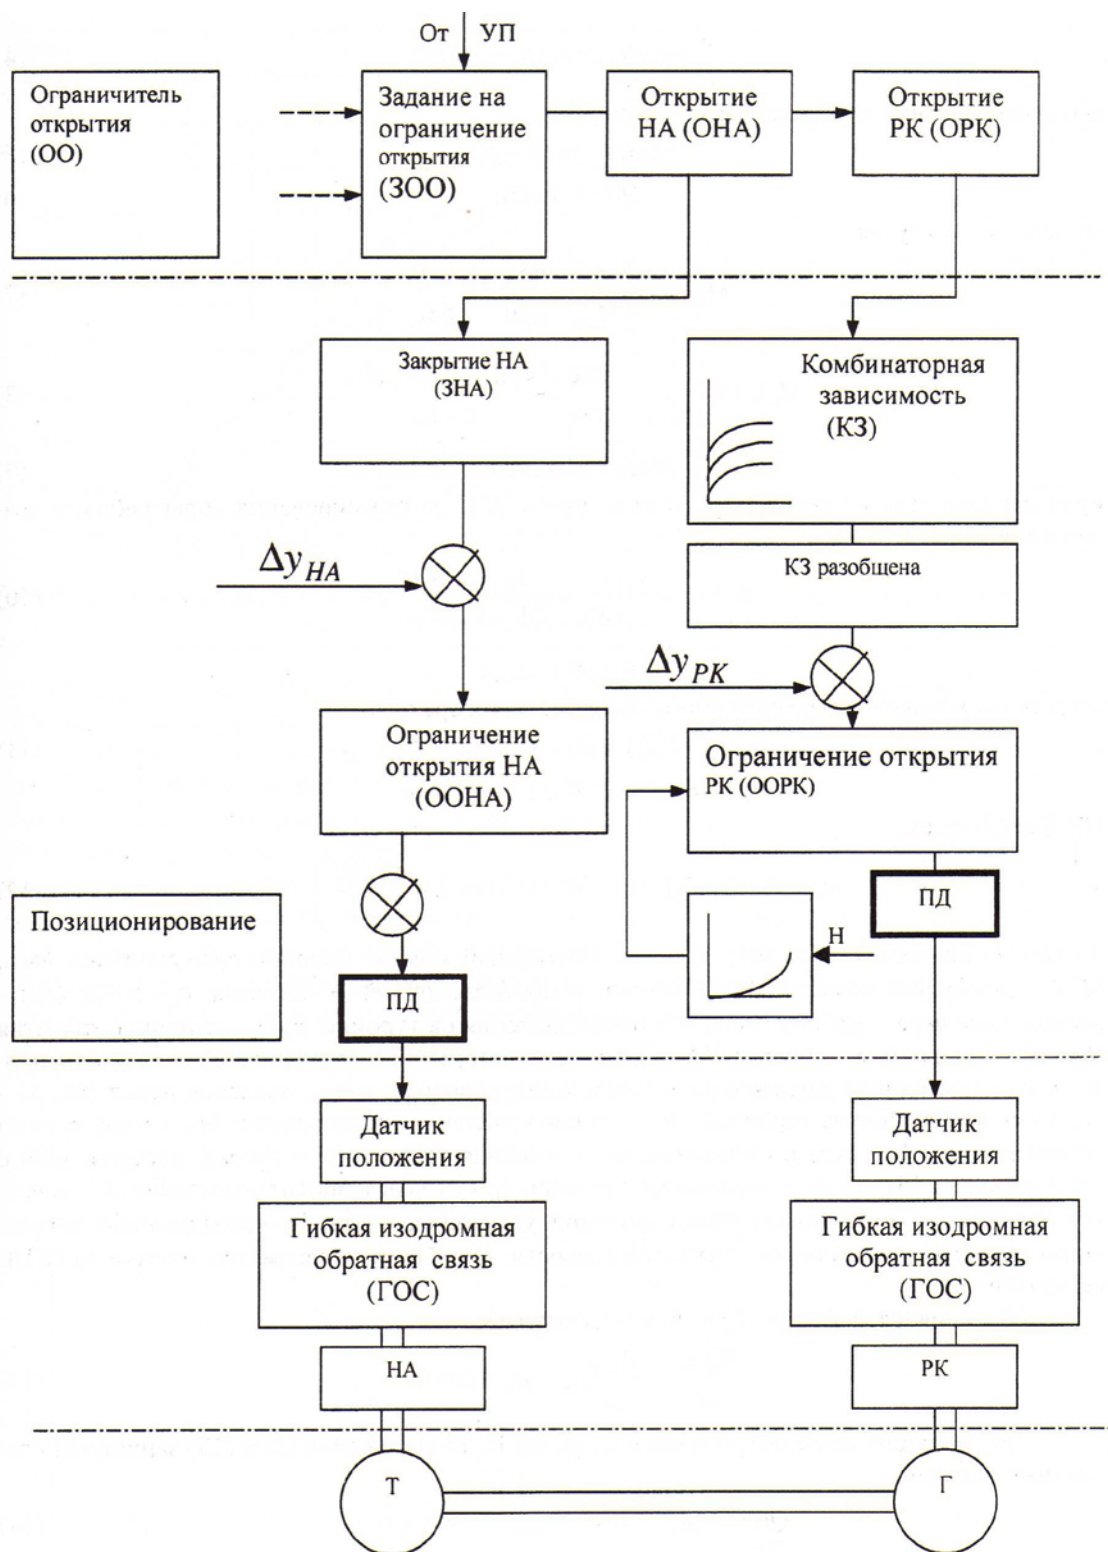 От УП
Ограничитель
открытия
(ОО)
Задание на
ограничение
открытия
(ЗОО)
Открытие
НА (ОНА)
Открытие
РК (ОРК)
Закрытие НА
(ЗНА)
Комбинаторная
зависимость
(КЗ)
Δy_НА
КЗ разобщена
Δy_РК
Ограничение
открытия НА
(ООНА)
Ограничение открытия
РК (ООРК)
Позиционирование
ПД
ПД
Н
Датчик
положения
Датчик
положения
Гибкая изодромная
обратная связь
(ГОС)
Гибкая изодромная
обратная связь
(ГОС)
НА
РК
Т
Г